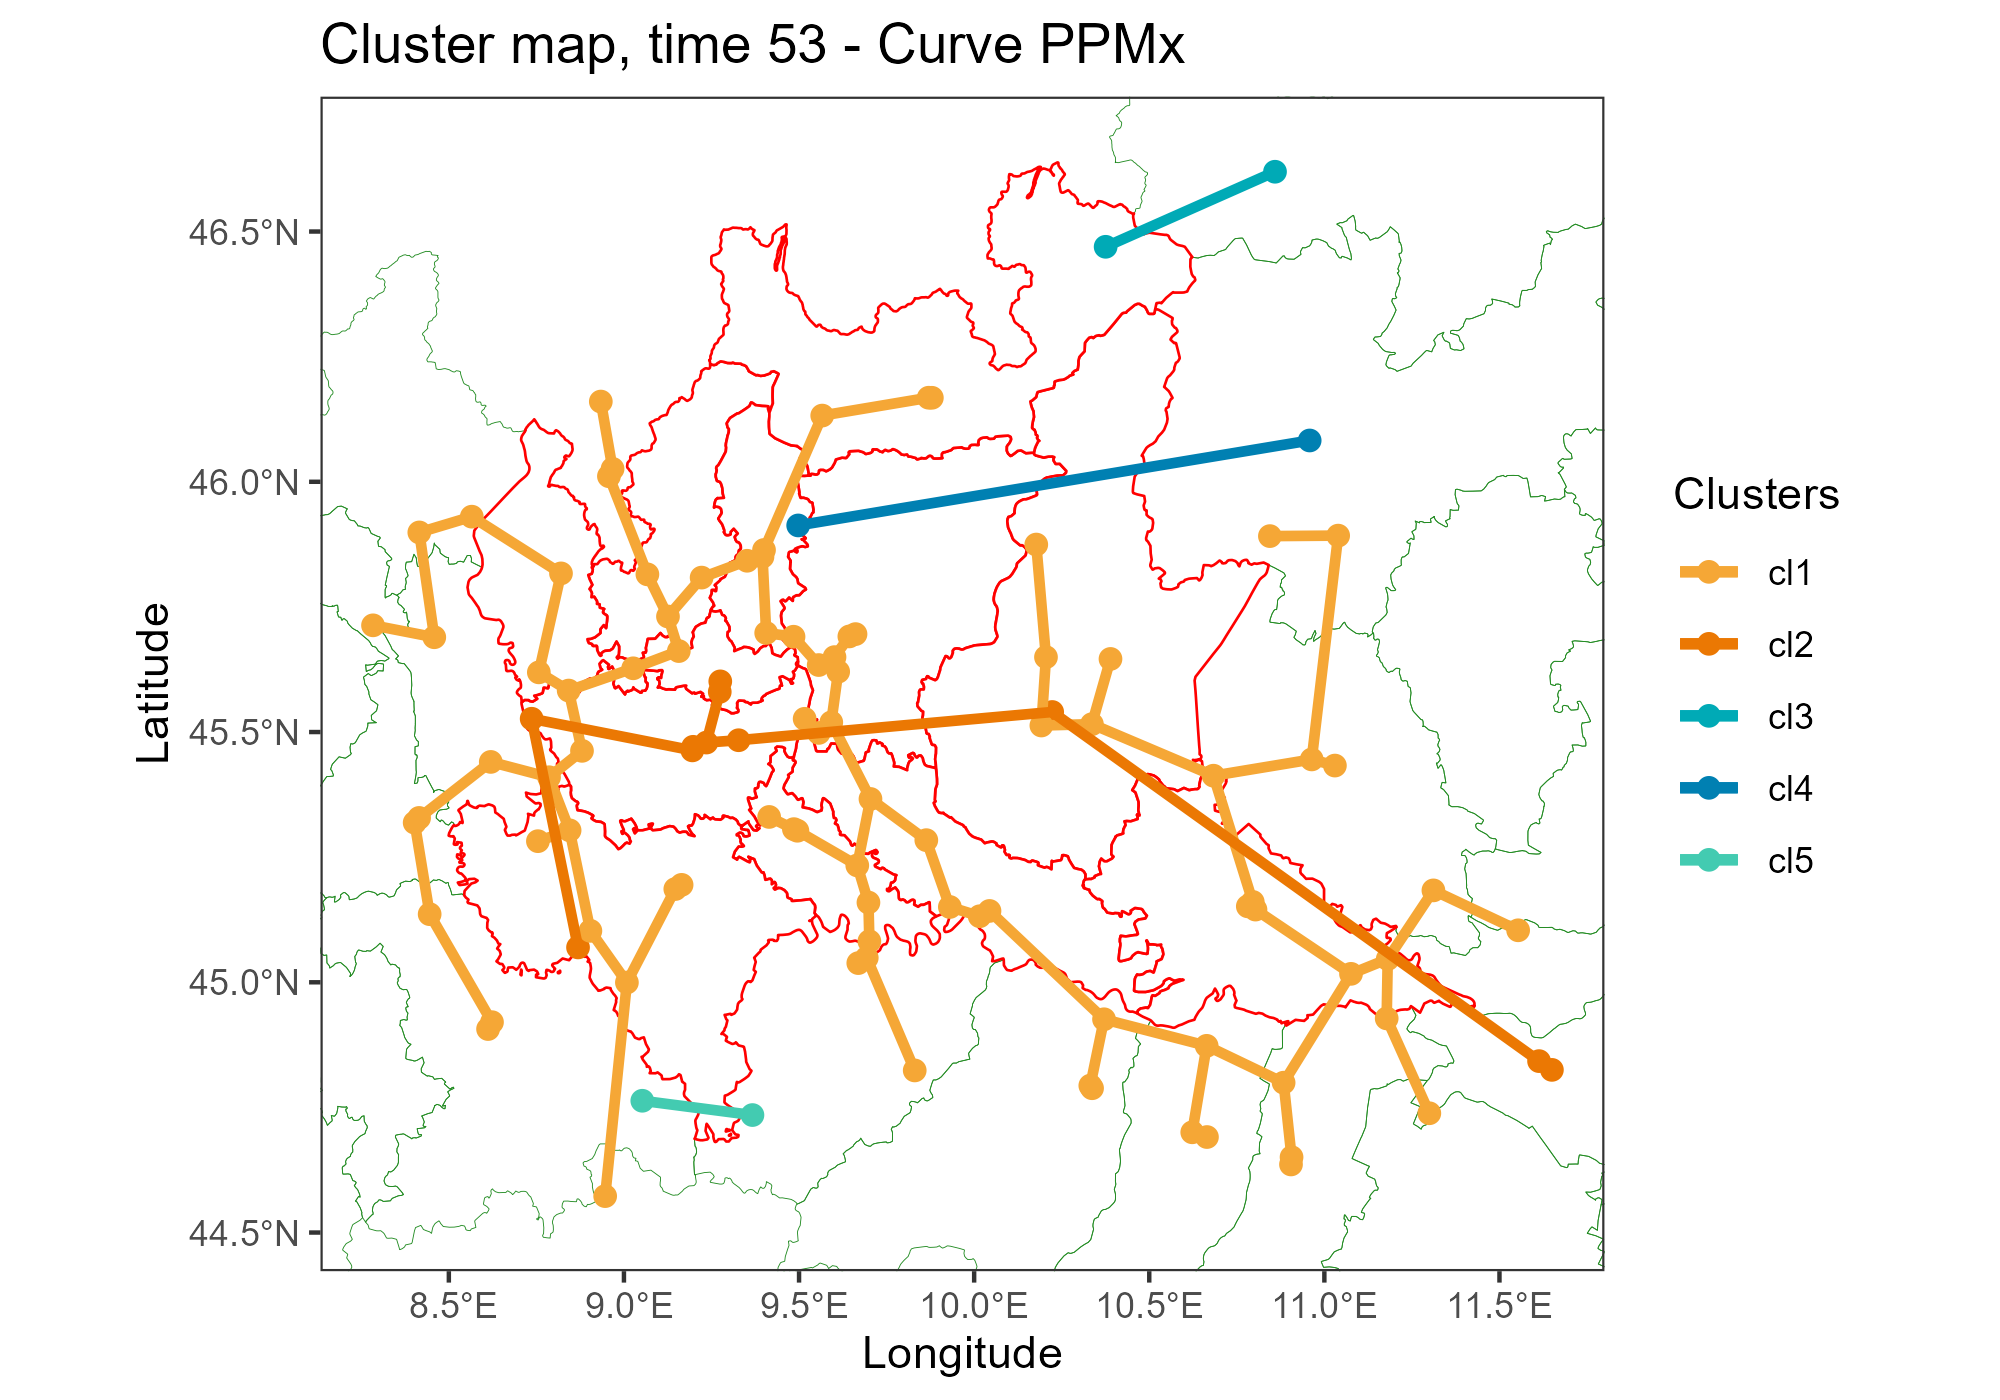 Cluster map, time 53 - Curve PPMx
46.5°N
46.0°N
45.5°N
45.0°N
44.5°N
Latitude
8.5°E
9.0°E
9.5°E
10.0°E
10.5°E
11.0°E
11.5°E
Longitude
Clusters
cl1
cl2
cl3
cl4
cl5